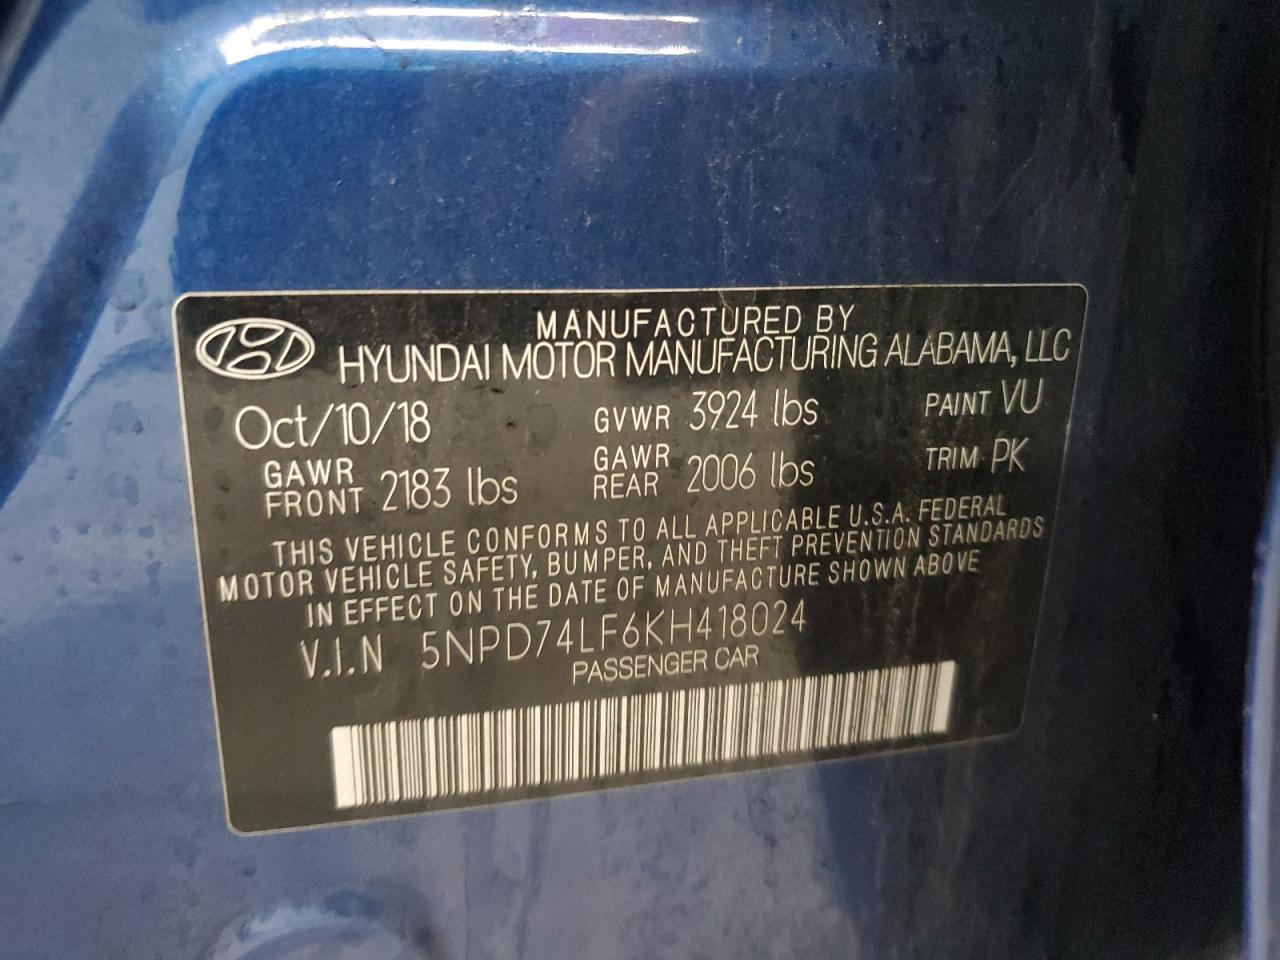 MANUFACTURED BY
HYUNDAI MOTOR MANUFACTURING ALABAMA, LLC
Oct/10/18 GVWR 3924 lbs PAINT VU
GAWR FRONT 2183 lbs GAWR REAR 2006 lbs TRIM PK
THIS VEHICLE CONFORMS TO ALL APPLICABLE U.S.A. FEDERAL
MOTOR VEHICLE SAFETY, BUMPER, AND THEFT PREVENTION STANDARDS
IN EFFECT ON THE DATE OF MANUFACTURE SHOWN ABOVE
V.I.N 5NPD74LF6KH418024
PASSENGER CAR